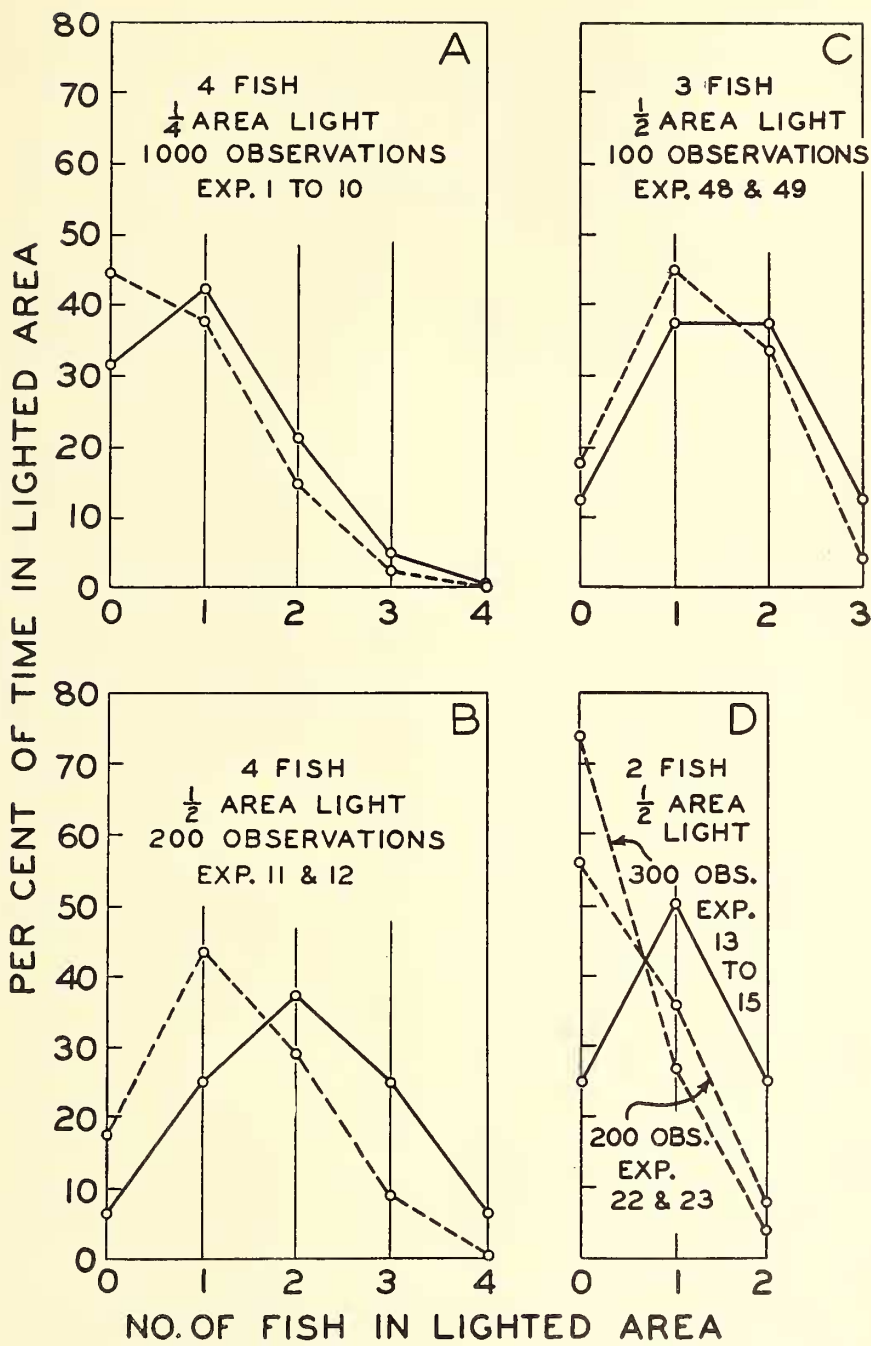 PER CENT OF TIME IN LIGHTED AREA
A
4 FISH
1/4 AREA LIGHT
1000 OBSERVATIONS
EXP. 1 TO 10
80
70
60
50
40
30
20
10
0
0 1 2 3 4
C
3 FISH
1/2 AREA LIGHT
100 OBSERVATIONS
EXP. 48 & 49
0 1 2 3
B
4 FISH
1/2 AREA LIGHT
200 OBSERVATIONS
EXP. 11 & 12
80
70
60
50
40
30
20
10
0
0 1 2 3 4
D
2 FISH
1/2 AREA
LIGHT
300 OBS.
EXP.
13
TO
15
200 OBS.
EXP.
22 & 23
0 1 2
NO. OF FISH IN LIGHTED AREA